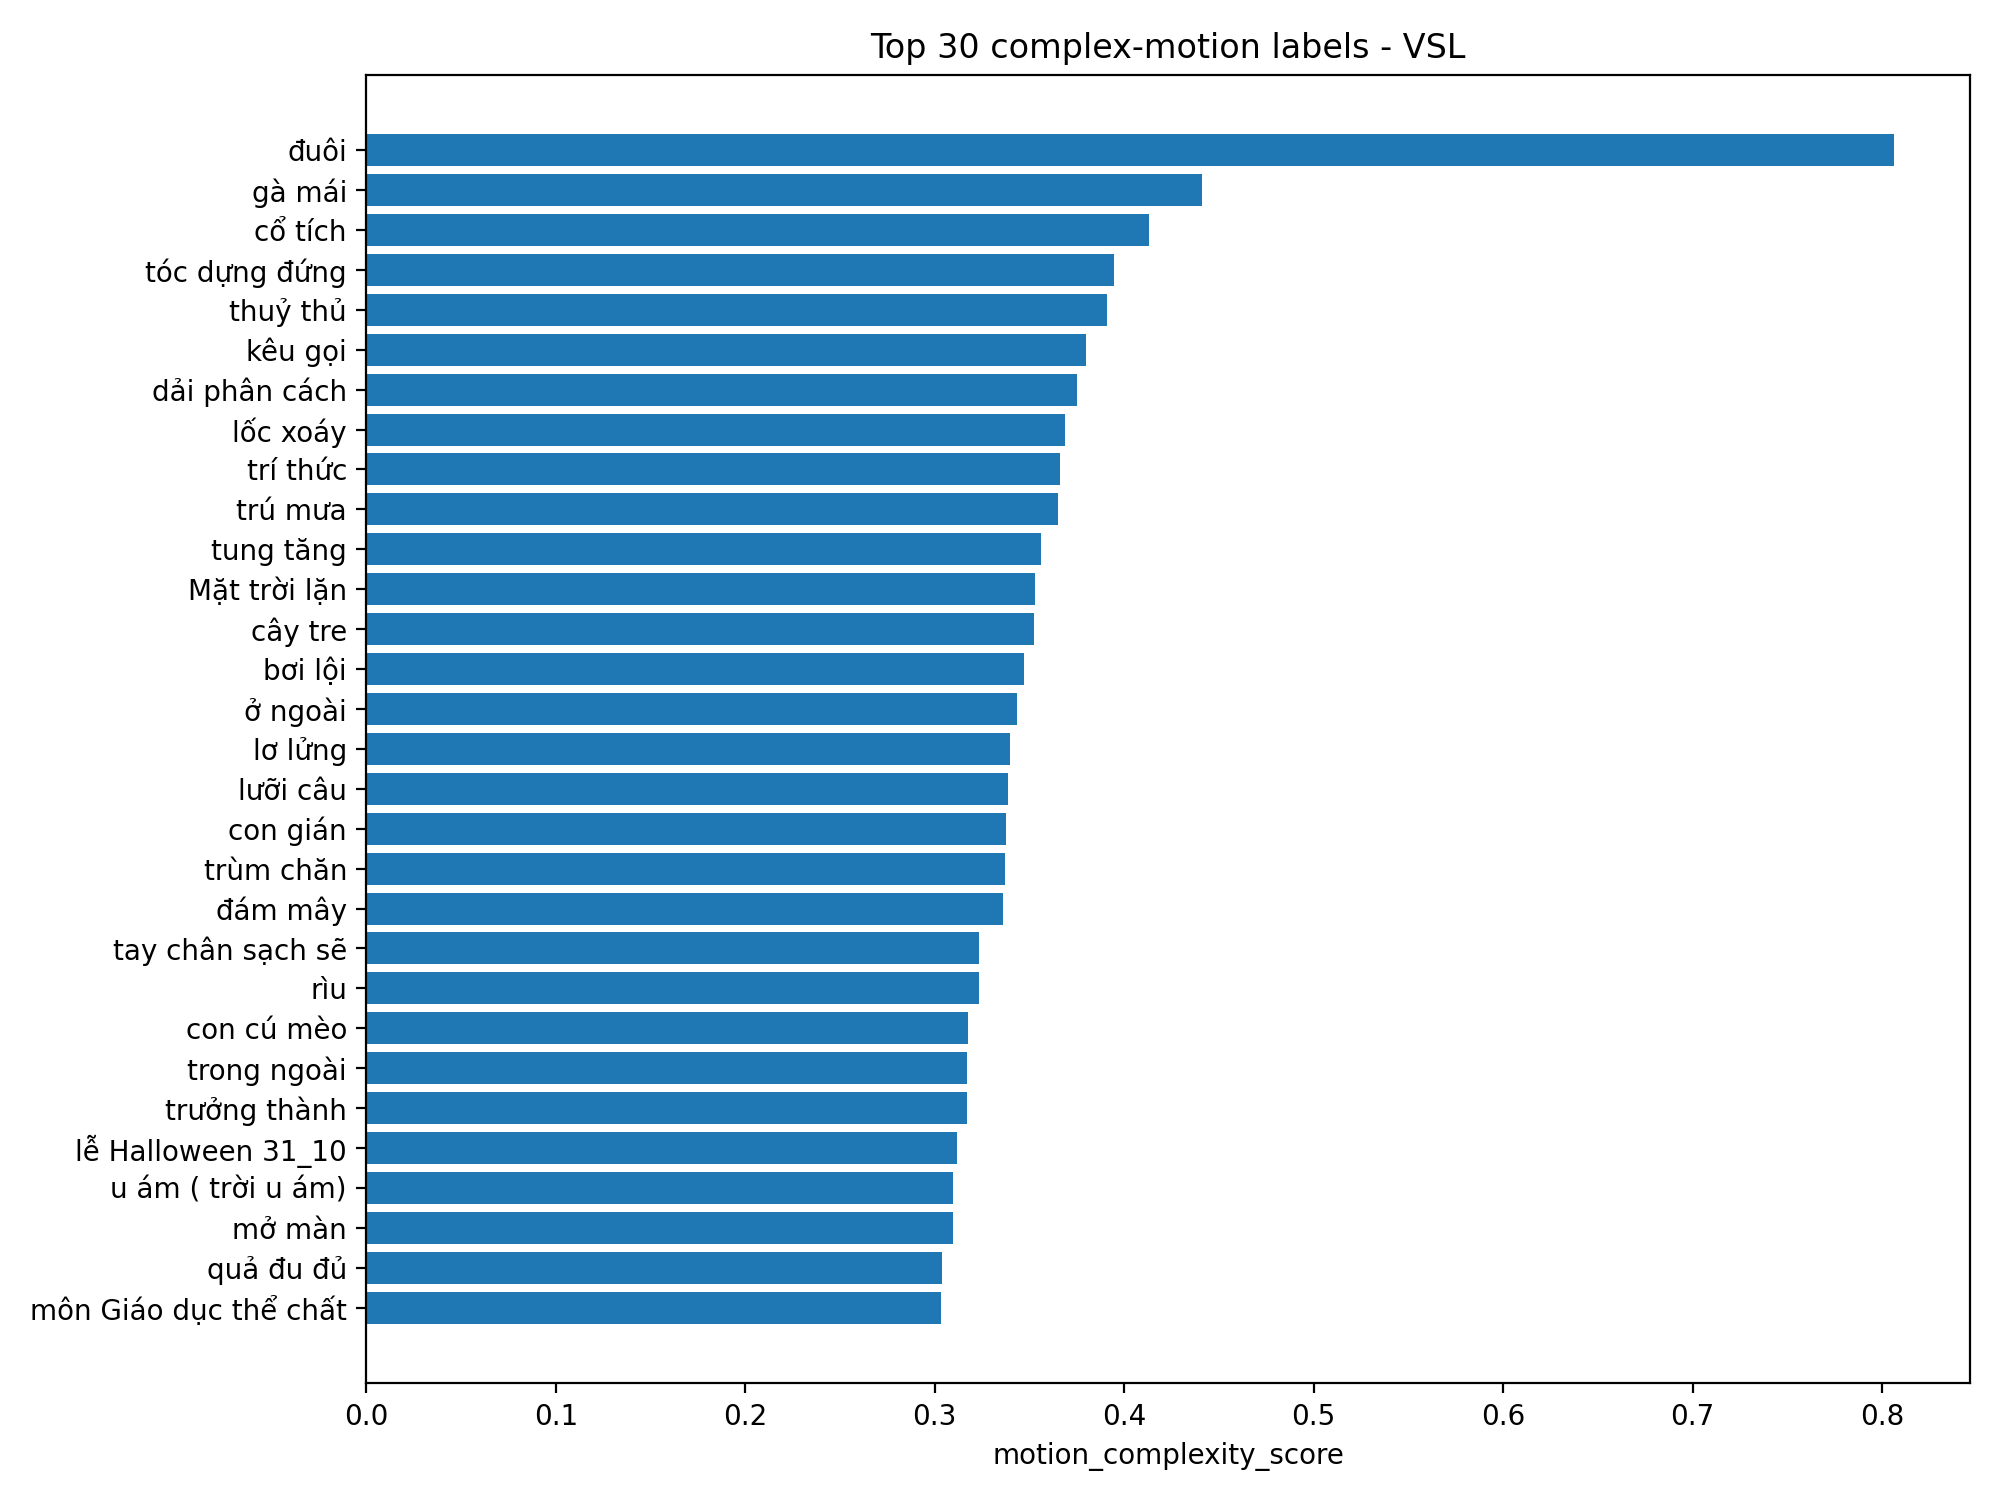 Top 30 complex-motion labels - VSL
đuôi
gà mái
cổ tích
tóc dựng đứng
thuỷ thủ
kêu gọi
dải phân cách
lốc xoáy
trí thức
trú mưa
tung tăng
Mặt trời lặn
cây tre
bơi lội
ở ngoài
lơ lửng
lưỡi câu
con gián
trùm chăn
đám mây
tay chân sạch sẽ
rìu
con cú mèo
trong ngoài
trưởng thành
lễ Halloween 31_10
u ám ( trời u ám)
mở màn
quả đu đủ
môn Giáo dục thể chất
0.0 0.1 0.2 0.3 0.4 0.5 0.6 0.7 0.8
motion_complexity_score